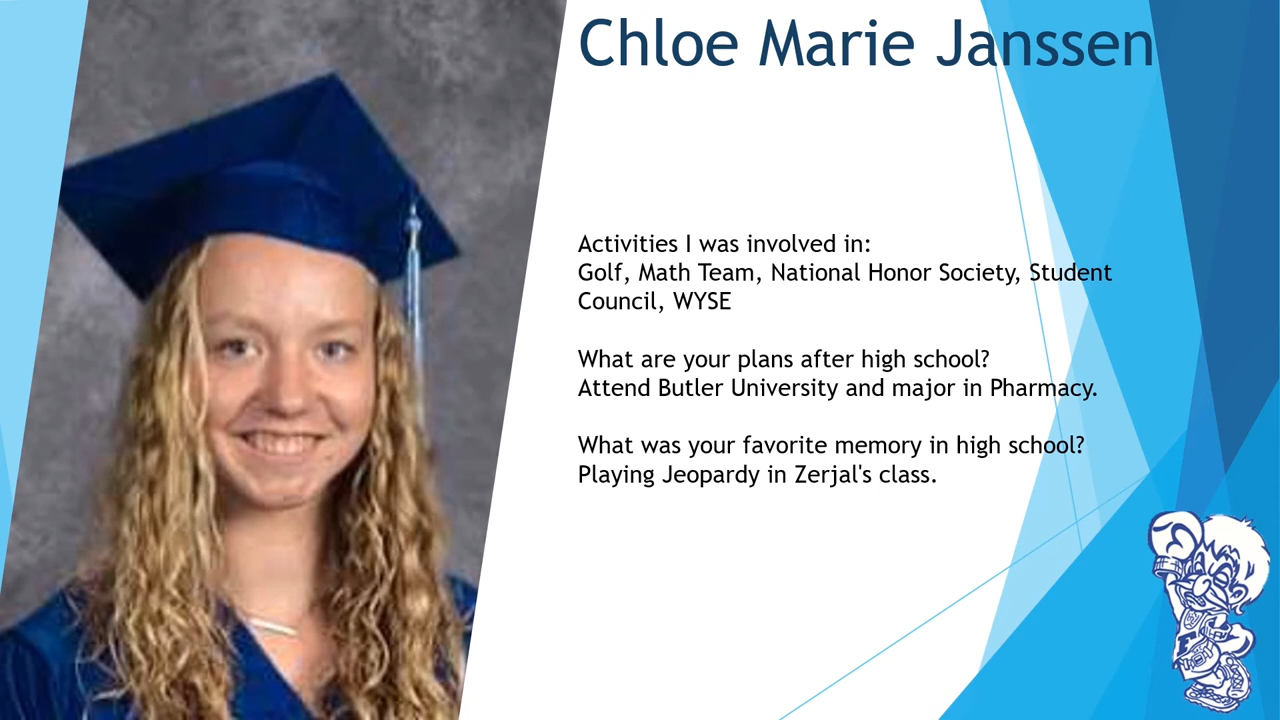 Chloe Marie Janssen
Activities I was involved in:
Golf, Math Team, National Honor Society, Student
Council, WYSE
What are your plans after high school?
Attend Butler University and major in Pharmacy.
What was your favorite memory in high school?
Playing Jeopardy in Zerjal's class.